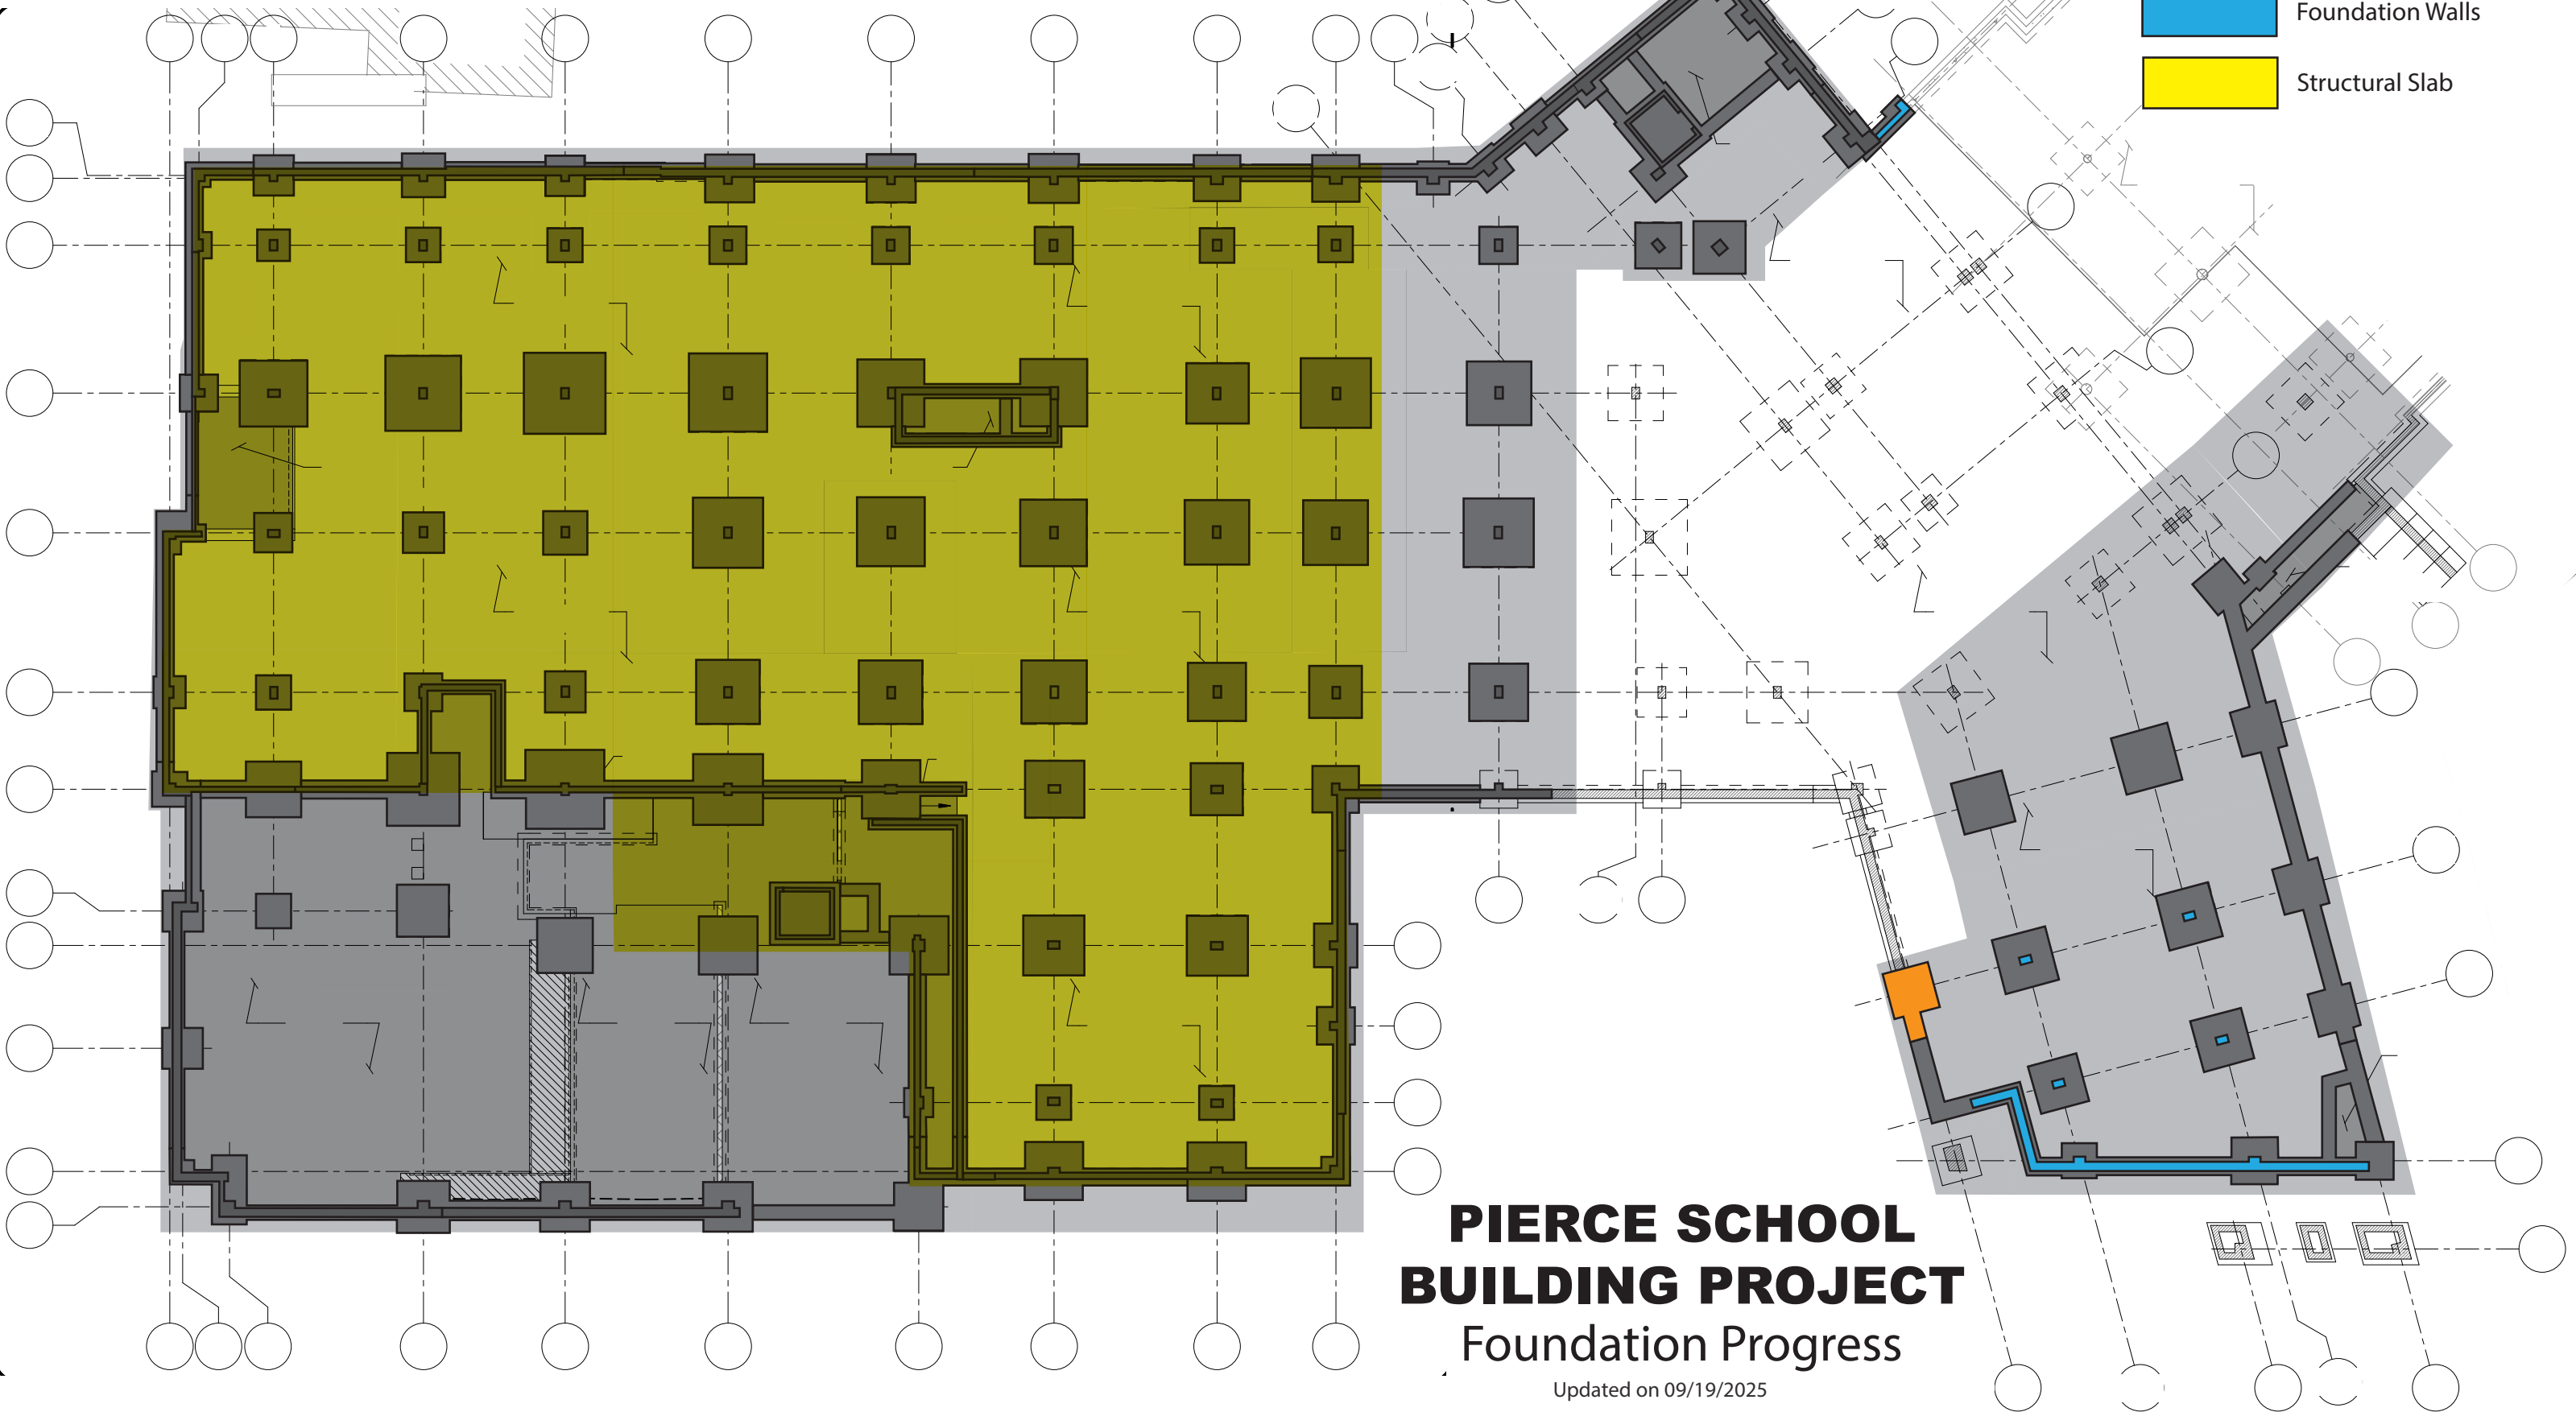 Foundation Walls
Structural Slab
PIERCE SCHOOL
BUILDING PROJECT
Foundation Progress
Updated on 09/19/2025